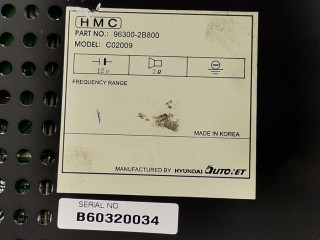 HMC
PART NO.: 96300-2B800
MODEL: C02009
12V 2Ω
FREQUENCY RANGE
MADE IN KOREA
MANUFACTURED BY HYUNDAI AUTONET
SERIAL NO.
B60320034